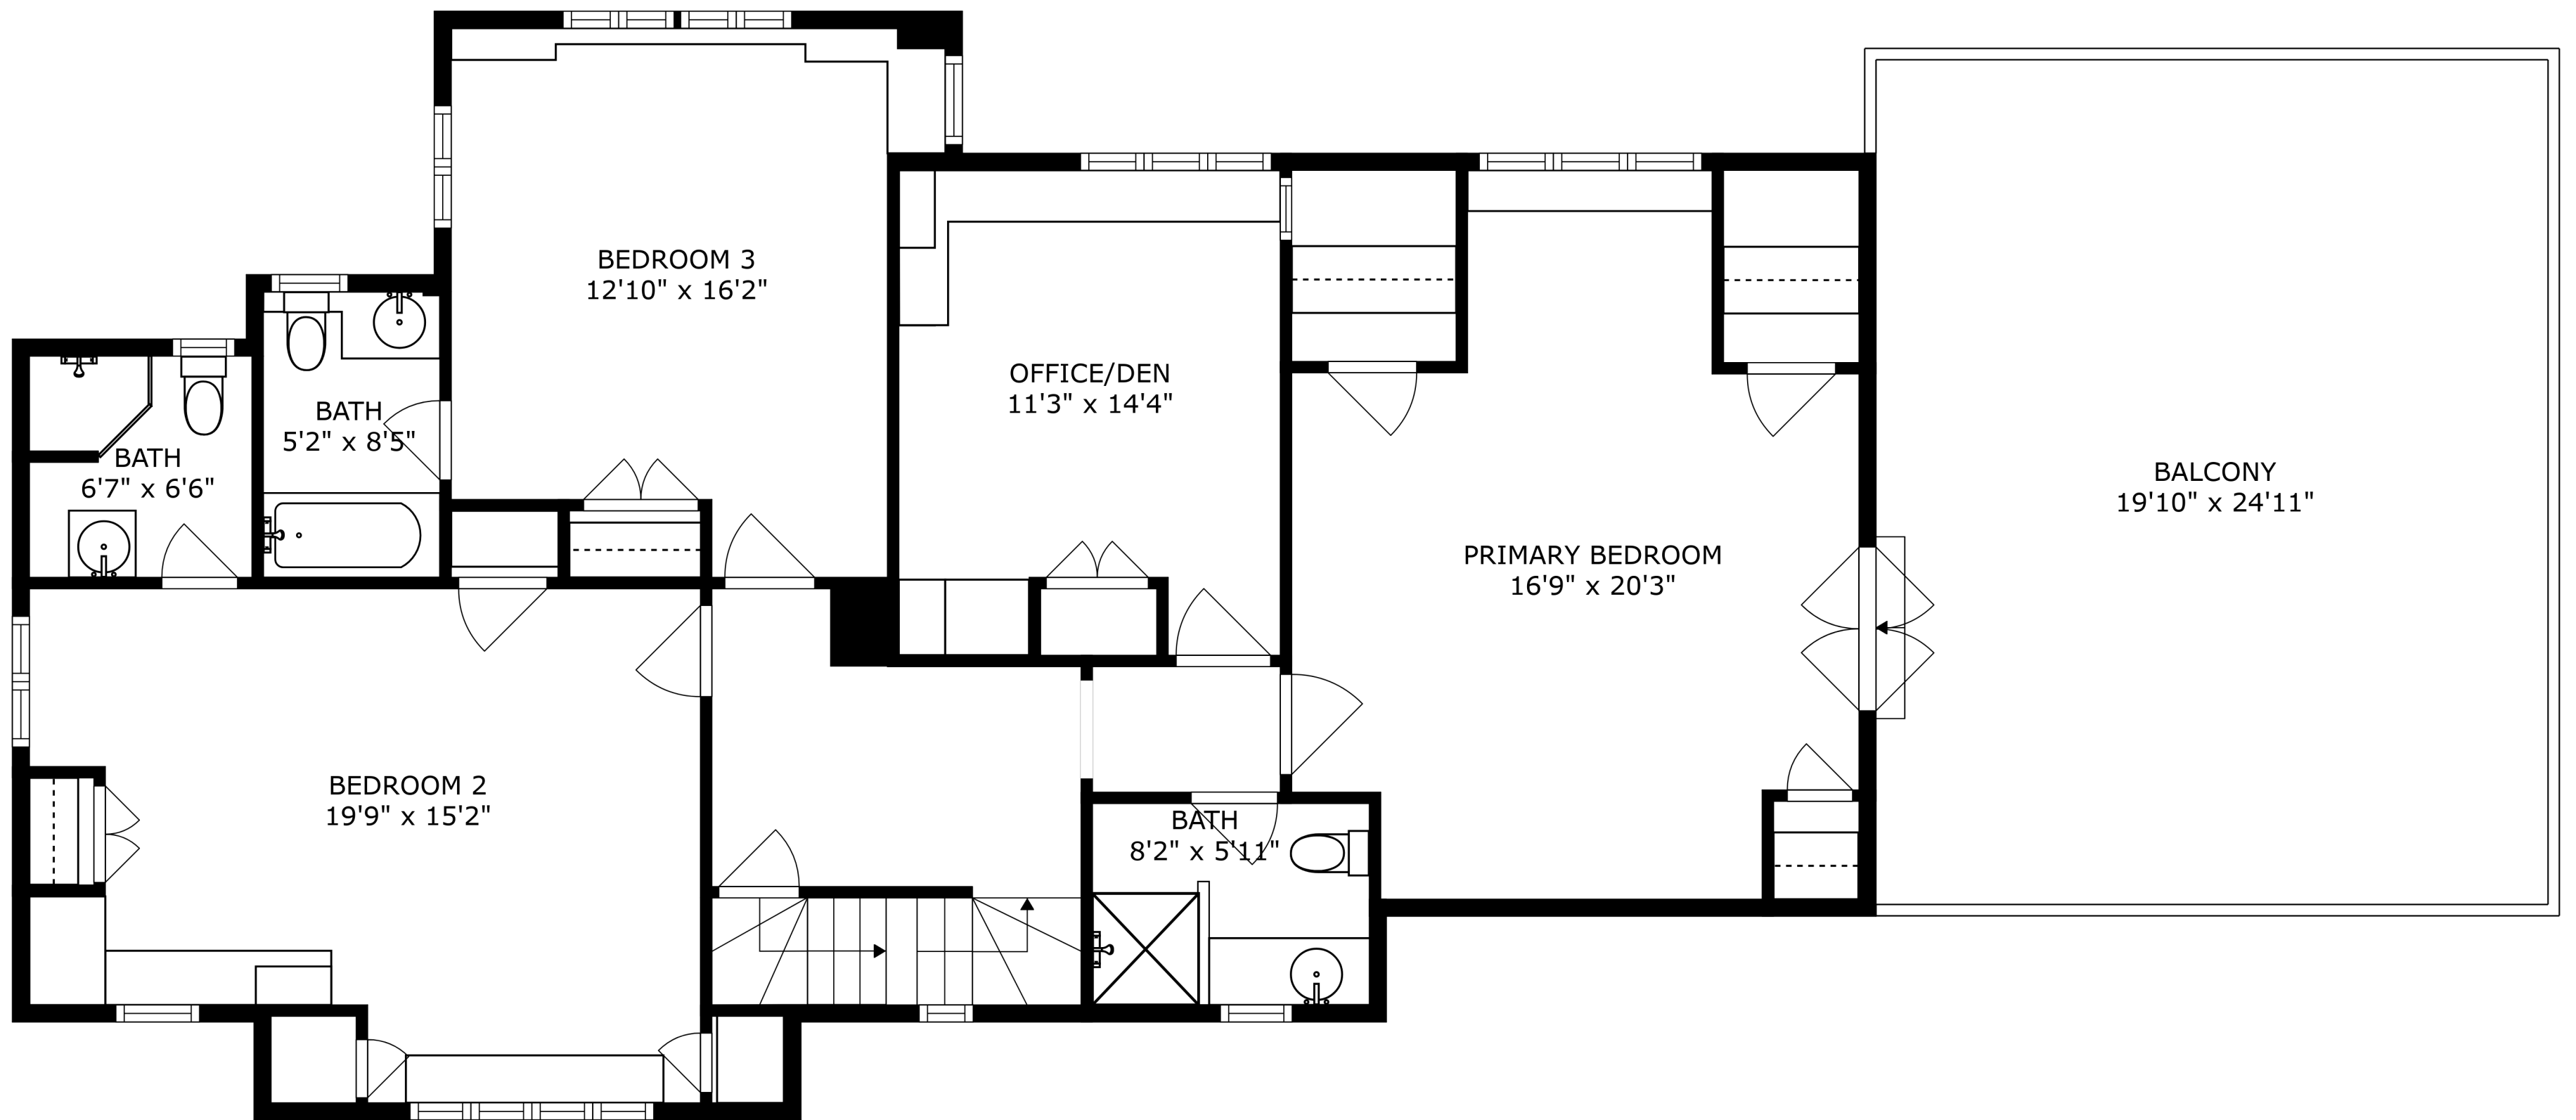 BEDROOM 3
12'10" x 16'2"
OFFICE/DEN
11'3" x 14'4"
BATH
5'2" x 8'5"
BATH
6'7" x 6'6"
BALCONY
19'10" x 24'11"
PRIMARY BEDROOM
16'9" x 20'3"
BEDROOM 2
19'9" x 15'2"
BATH
8'2" x 5'11"